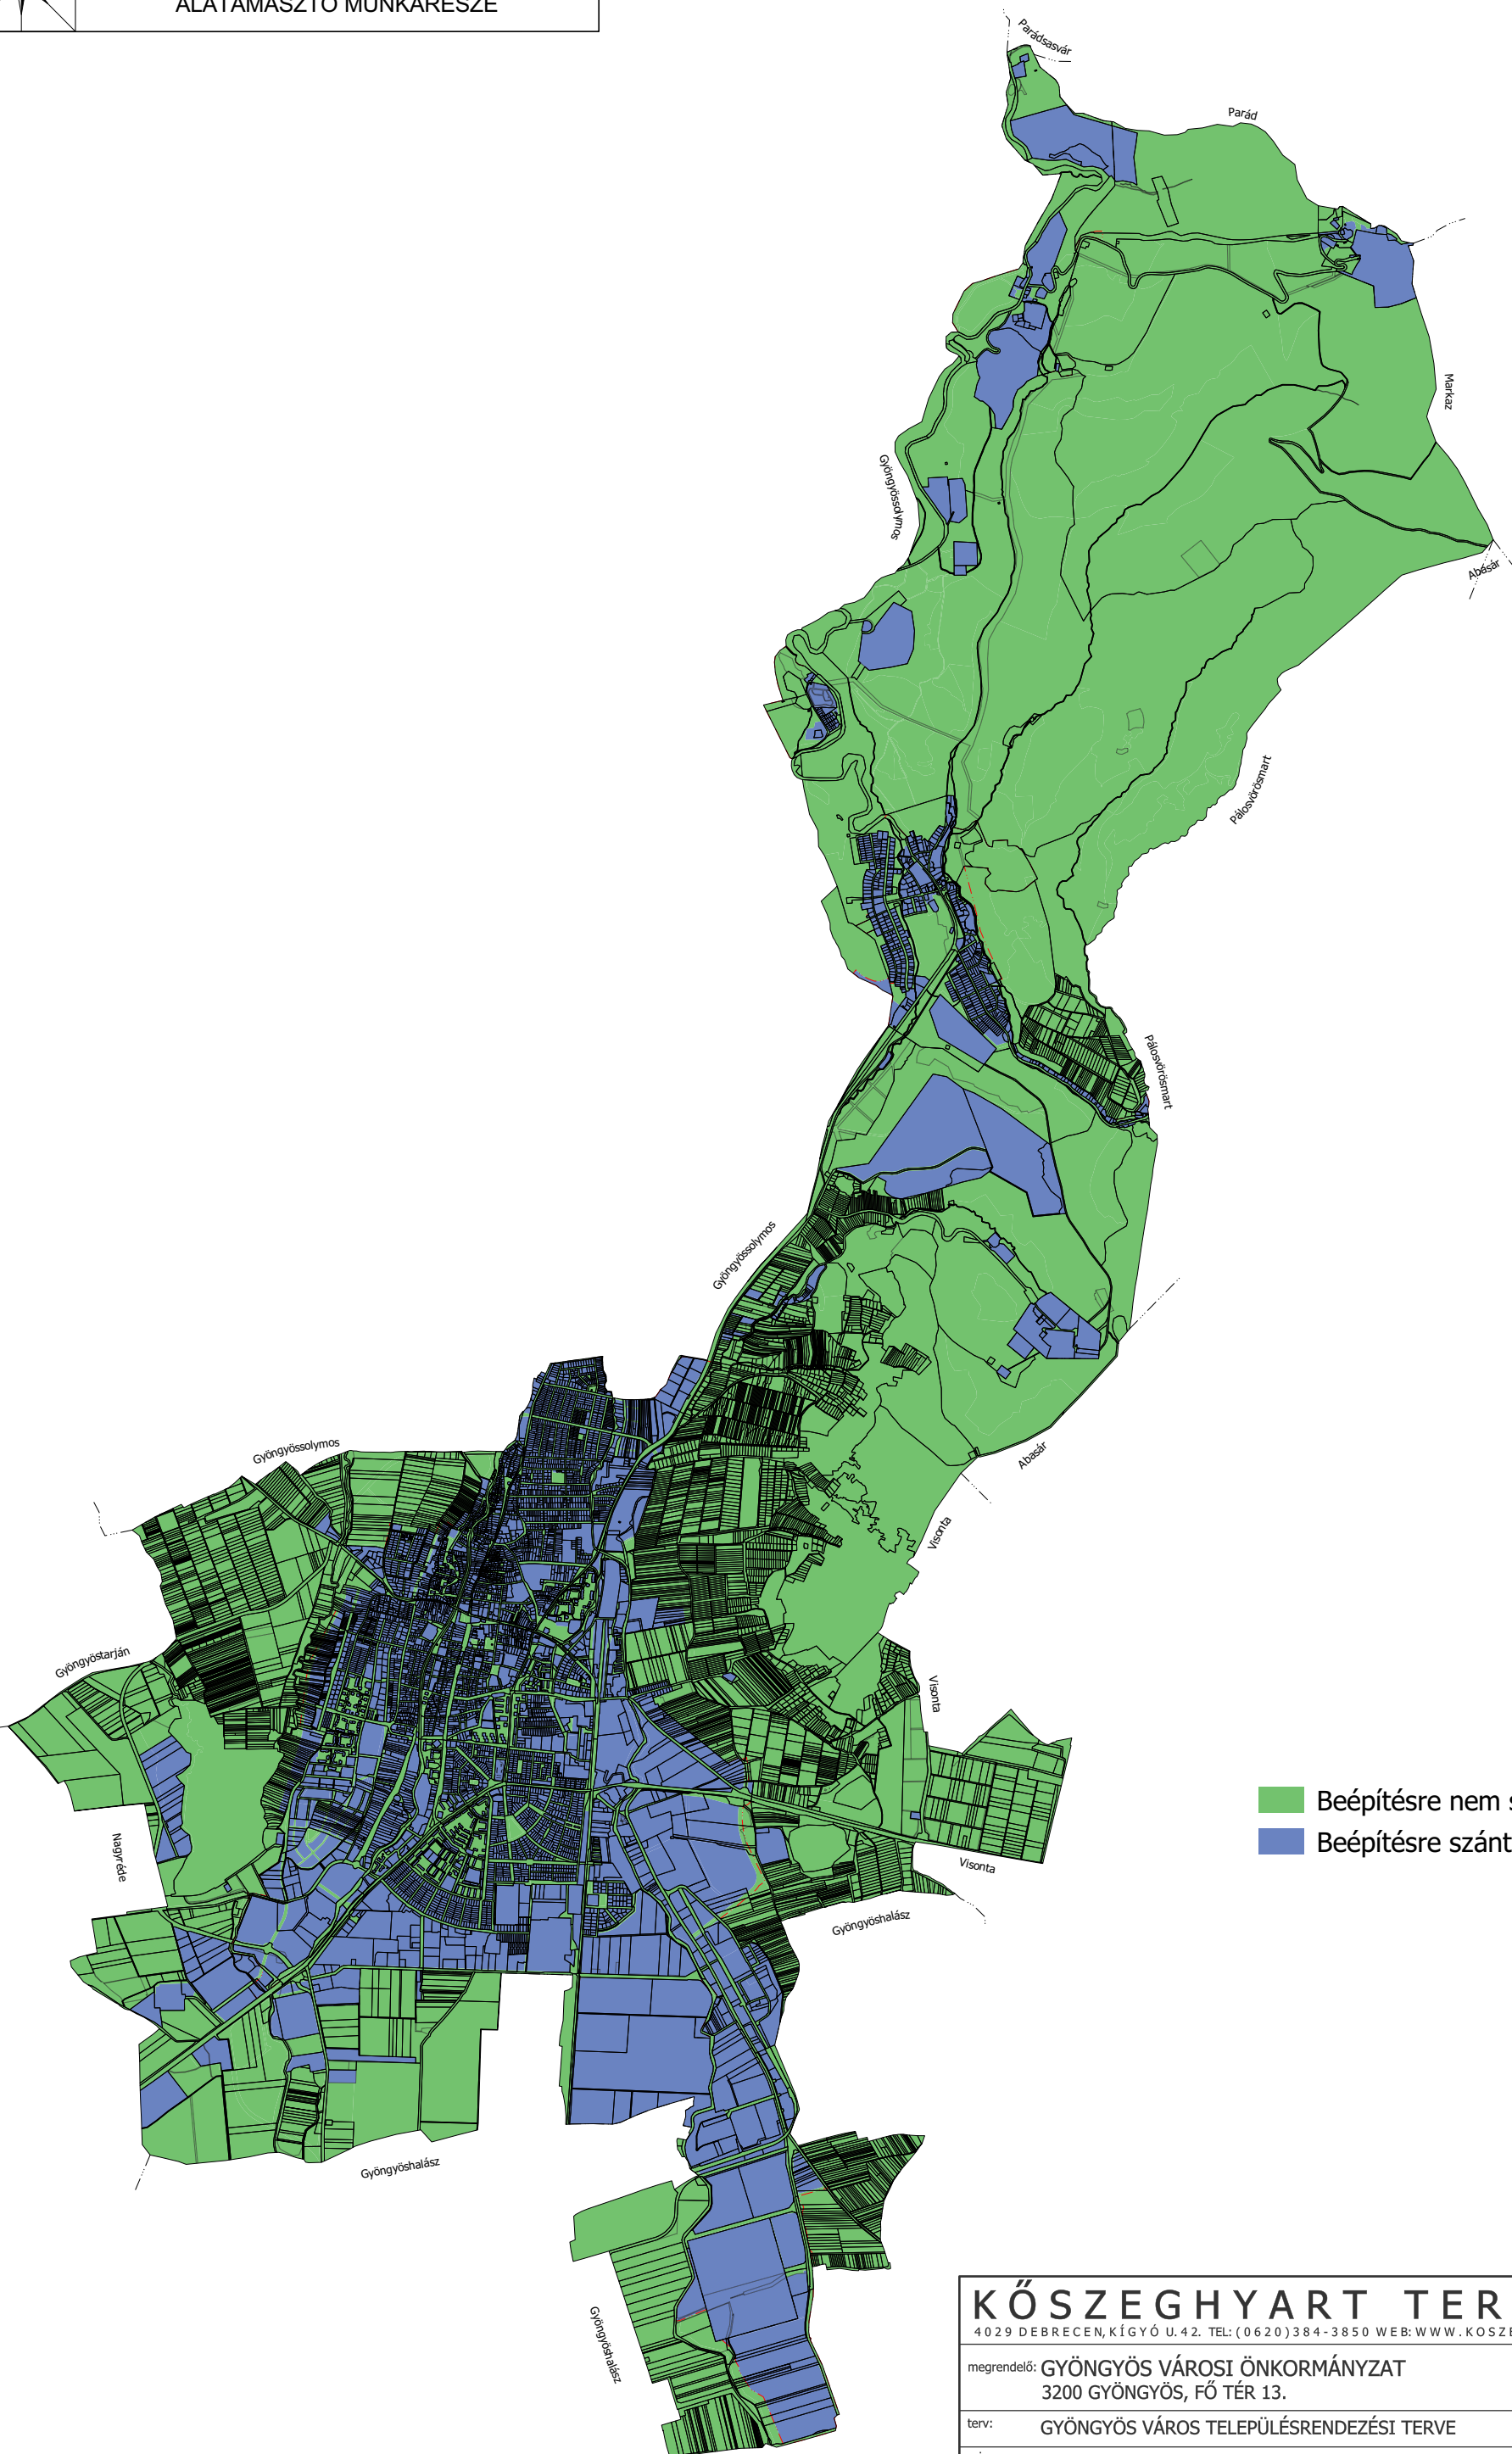 ALÁTÁMASZTÓ MUNKARÉSZE
Parádsasvár
Parád
Markaz
Gyöngyössolymos
Abasár
Pálosvörösmart
Pálosvörösmart
Gyöngyössolymos
Gyöngyössolymos
Abasár
Visonta
Gyöngyöstarján
Visonta
Nagyréde
Visonta
Gyöngyöshalász
Gyöngyöshalász
Gyöngyöshalász
Beépítésre nem s
Beépítésre szánt
KŐSZEGHYART TER
4029 DEBRECEN, KÍGYÓ U. 42. TEL: (0620)384-3850 WEB: WWW.KOSZE
megrendelő: GYÖNGYÖS VÁROSI ÖNKORMÁNYZAT
3200 GYÖNGYÖS, FŐ TÉR 13.
terv: GYÖNGYÖS VÁROS TELEPÜLÉSRENDEZÉSI TERVE